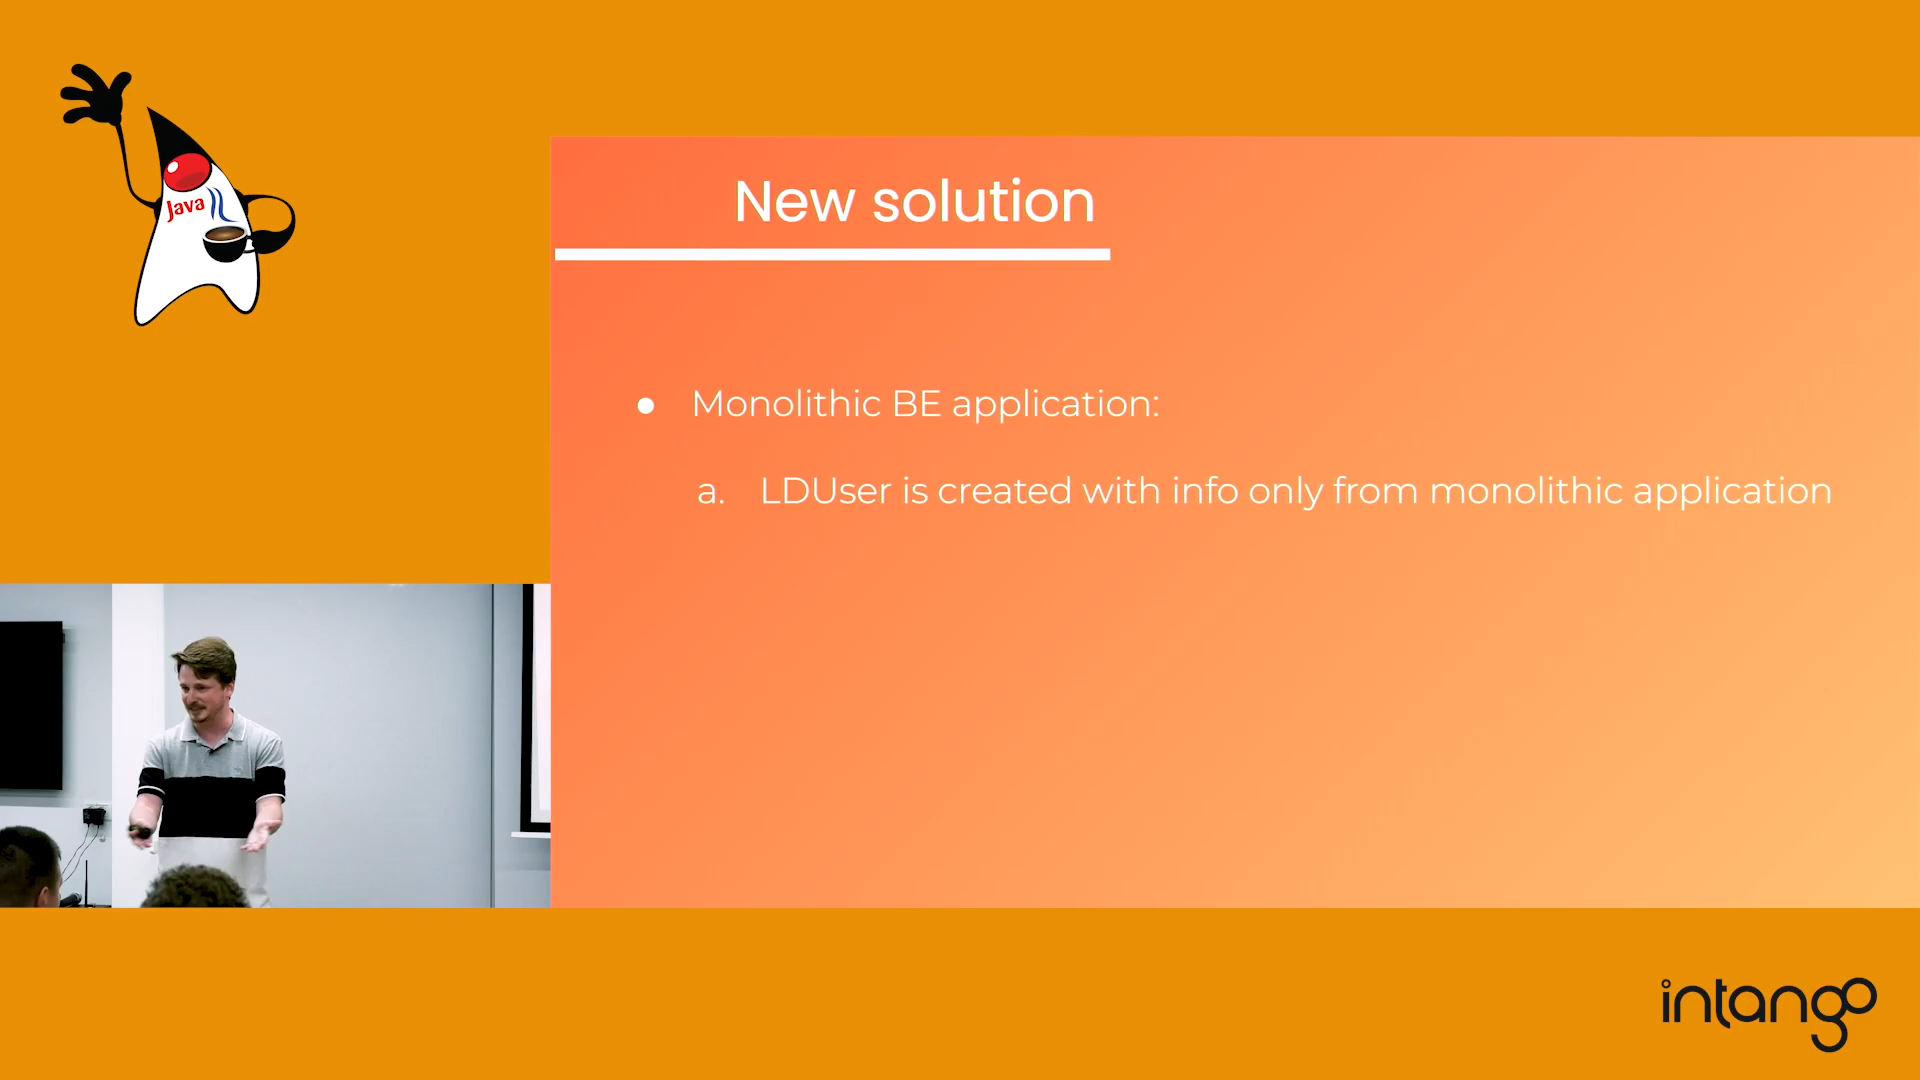 Java
New solution
● Monolithic BE application:
a. LDUser is created with info only from monolithic application
intango